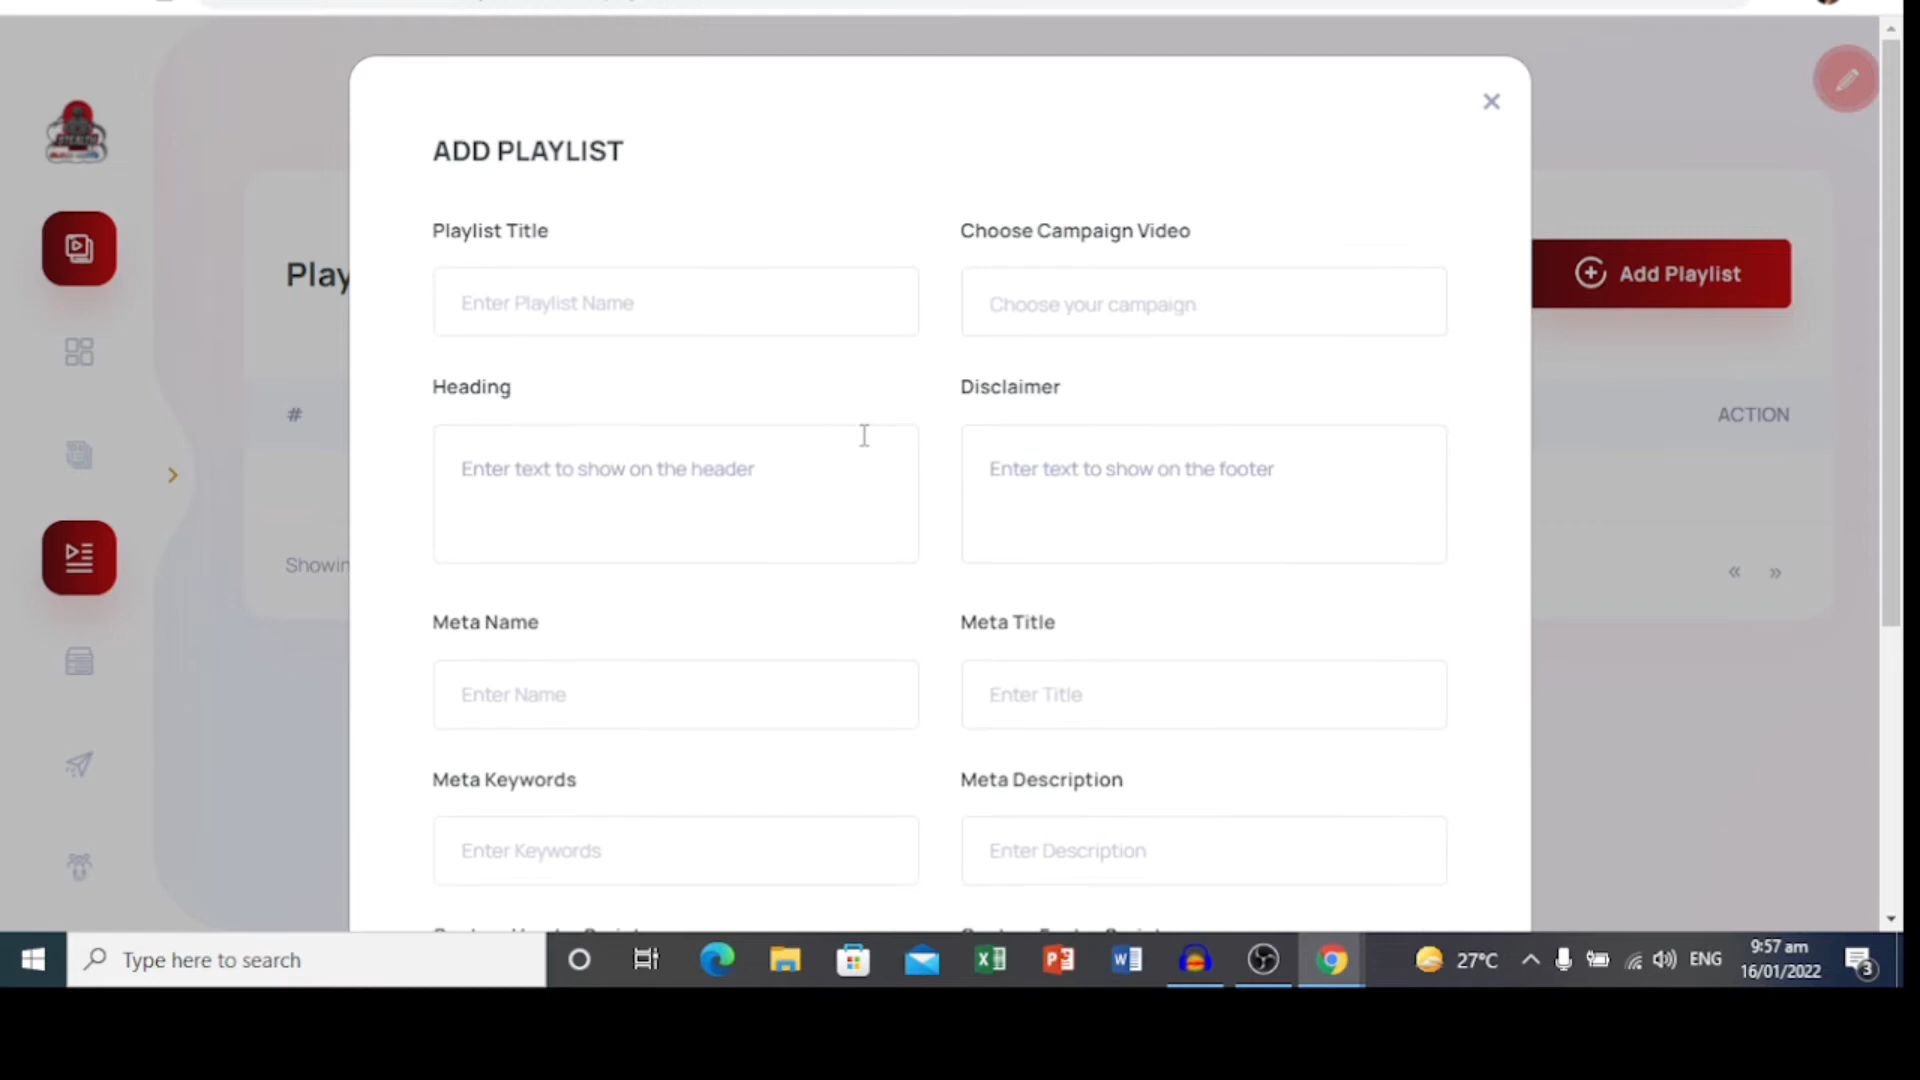 ADD PLAYLIST
Playlist Title
Choose Campaign Video
Play
Add Playlist
Enter Playlist Name
Choose your campaign
Heading
Disclaimer
#
ACTION
Enter text to show on the header
Enter text to show on the footer
Showin
« »
Meta Name
Meta Title
Enter Name
Enter Title
Meta Keywords
Meta Description
Enter Keywords
Enter Description
Type here to search
27°C
ENG
9:57 am
16/01/2022
3